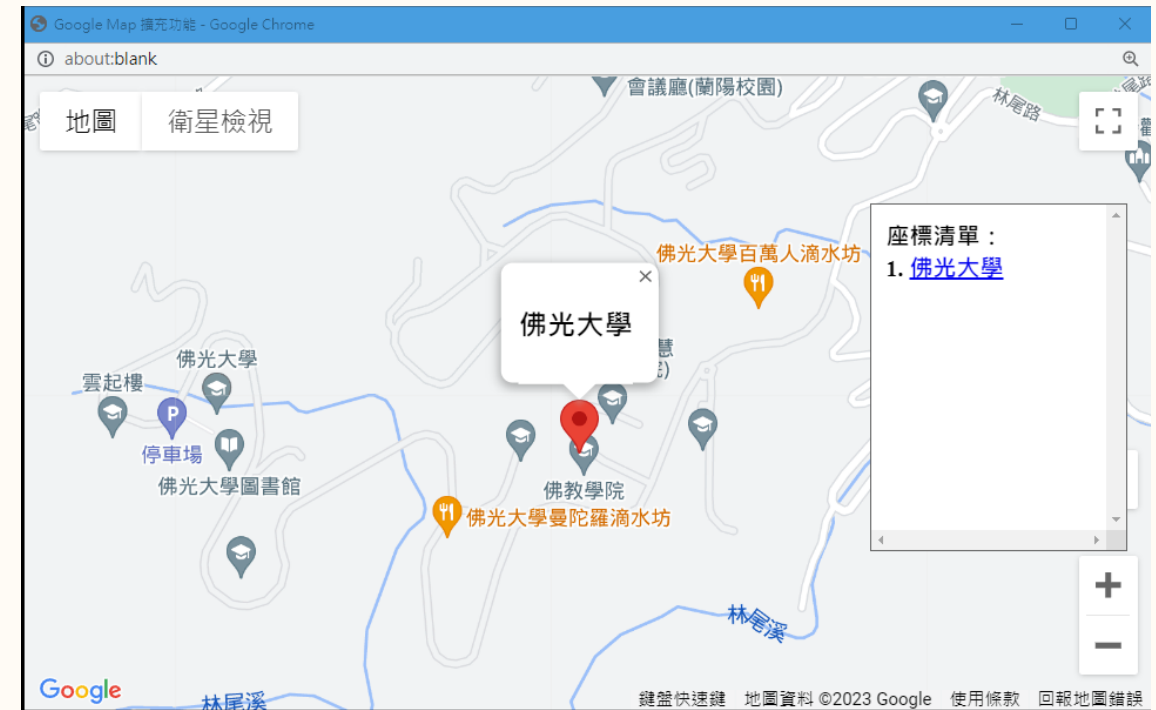 Google Map 擴充功能 - Google Chrome
about:blank
地圖
衛星檢視
會議廳(蘭陽校園)
林尾路
座標清單：
1. 佛光大學
佛光大學百萬人滴水坊
佛光大學
慧
佛光大學
雲起樓
P
停車場
佛光大學圖書館
佛教學院
佛光大學曼陀羅滴水坊
林尾溪
林尾溪
Google
鍵盤快速鍵
地圖資料 ©2023 Google
使用條款
回報地圖錯誤